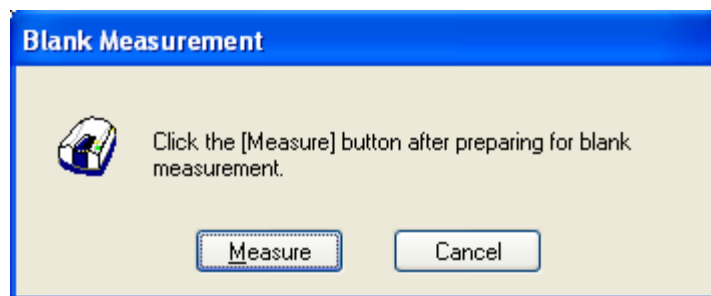 Blank Measurement
Click the [Measure] button after preparing for blank
measurement.
Measure
Cancel